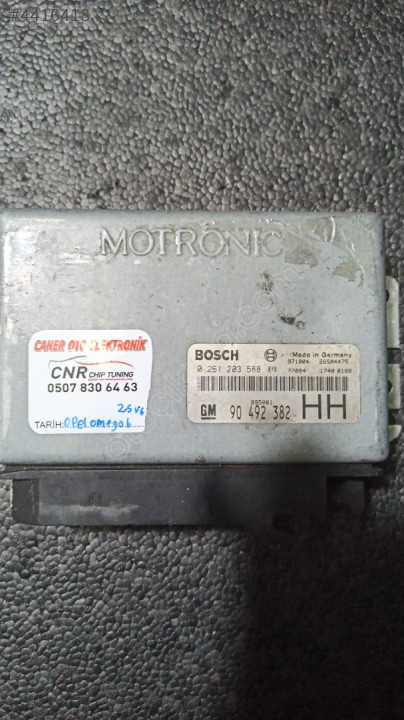 #4416418
MOTRONIC
CANER OTO ELEKTRONİK
CNR CHIP TUNING
0507 830 64 63
2.5 V6
TARİH: OPel omega b
BOSCH Made in Germany
0 261 203 588
GM 90 492 382 HH